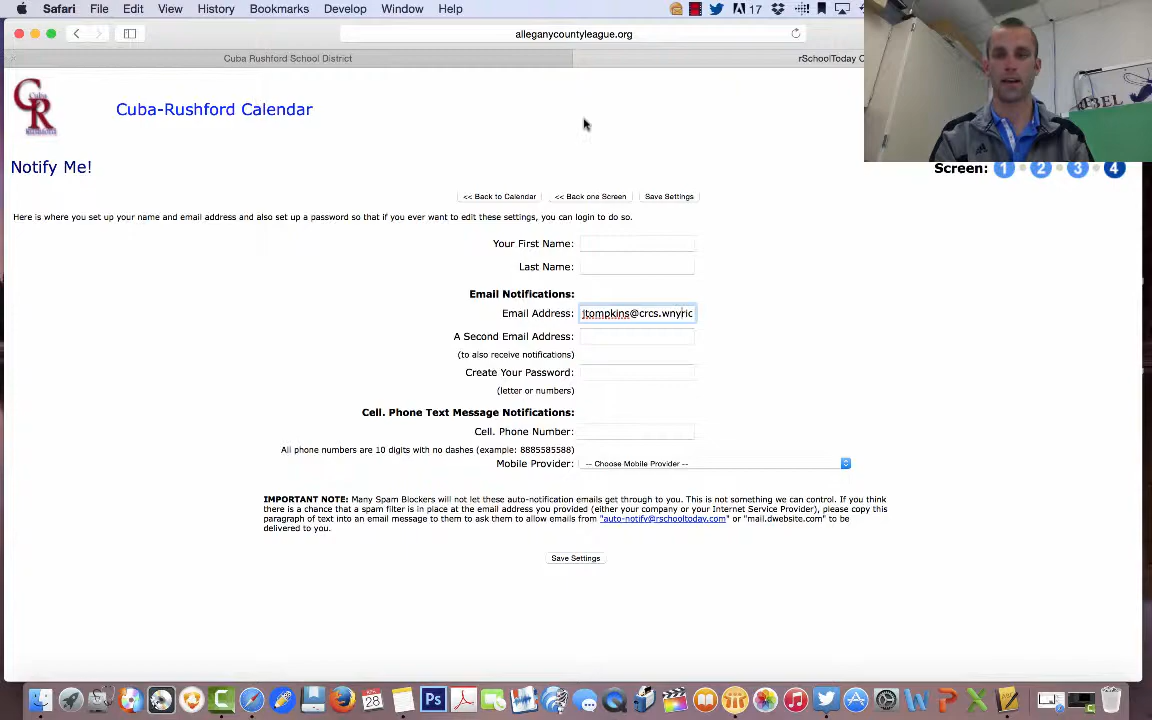 Safari File Edit View History Bookmarks Develop Window Help 17
alleganycountyleague.org
Cuba Rushford School District rSchoolToday C
CR
Cuba-Rushford Calendar
Notify Me!
Screen: 1 2 3 4
<< Back to Calendar << Back one Screen Save Settings
Here is where you set up your name and email address and also set up a password so that if you ever want to edit these settings, you can login to do so.
Your First Name:
Last Name:
Email Notifications:
Email Address: jtompkins@crcs.wnyric
A Second Email Address:
(to also receive notifications)
Create Your Password:
(letter or numbers)
Cell. Phone Text Message Notifications:
Cell. Phone Number:
All phone numbers are 10 digits with no dashes (example: 8885585588)
Mobile Provider: -- Choose Mobile Provider --
IMPORTANT NOTE: Many Spam Blockers will not let these auto-notification emails get through to you. This is not something we can control. If you think
there is a chance that a spam filter is in place at the email address you provided (either your company or your Internet Service Provider), please copy this
paragraph of text into an email message to them to ask them to allow emails from "auto-notify@rschooltoday.com" or "mail.dwebsite.com" to be
delivered to you.
Save Settings
28
Ps